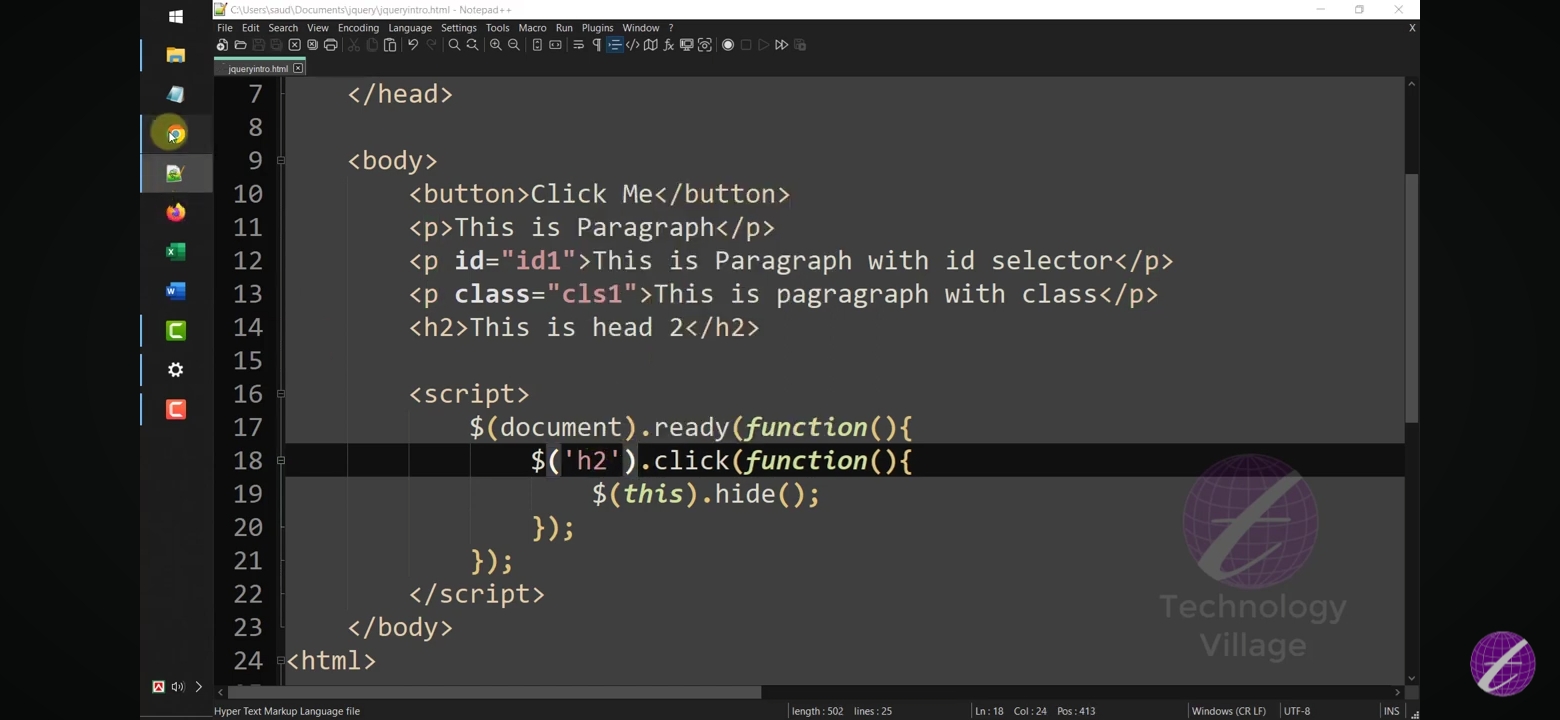 C:\Users\saud\Documents\jquery\jqueryintro.html - Notepad++
File Edit Search View Encoding Language Settings Tools Macro Run Plugins Window ? X
jqueryintro.html
7 </head>
8
9 <body>
10 <button>Click Me</button>
11 <p>This is Paragraph</p>
12 <p id="id1">This is Paragraph with id selector</p>
13 <p class="cls1">This is pagragraph with class</p>
14 <h2>This is head 2</h2>
15
16 <script>
17 $(document).ready(function(){
18 $('h2').click(function(){
19 $(this).hide();
20 });
21 });
22 </script>
23 </body>
24 <html>
Technology
Village
Hyper Text Markup Language file length : 502 lines : 25 Ln : 18 Col : 24 Pos : 413 Windows (CR LF) UTF-8 INS